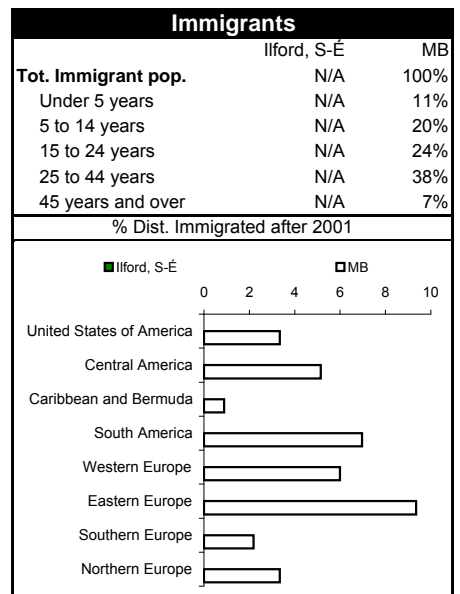 Immigrants
Ilford, S-É MB
Tot. Immigrant pop. N/A 100%
Under 5 years N/A 11%
5 to 14 years N/A 20%
15 to 24 years N/A 24%
25 to 44 years N/A 38%
45 years and over N/A 7%
% Dist. Immigrated after 2001
Ilford, S-É MB
0 2 4 6 8 10
United States of America
Central America
Caribbean and Bermuda
South America
Western Europe
Eastern Europe
Southern Europe
Northern Europe